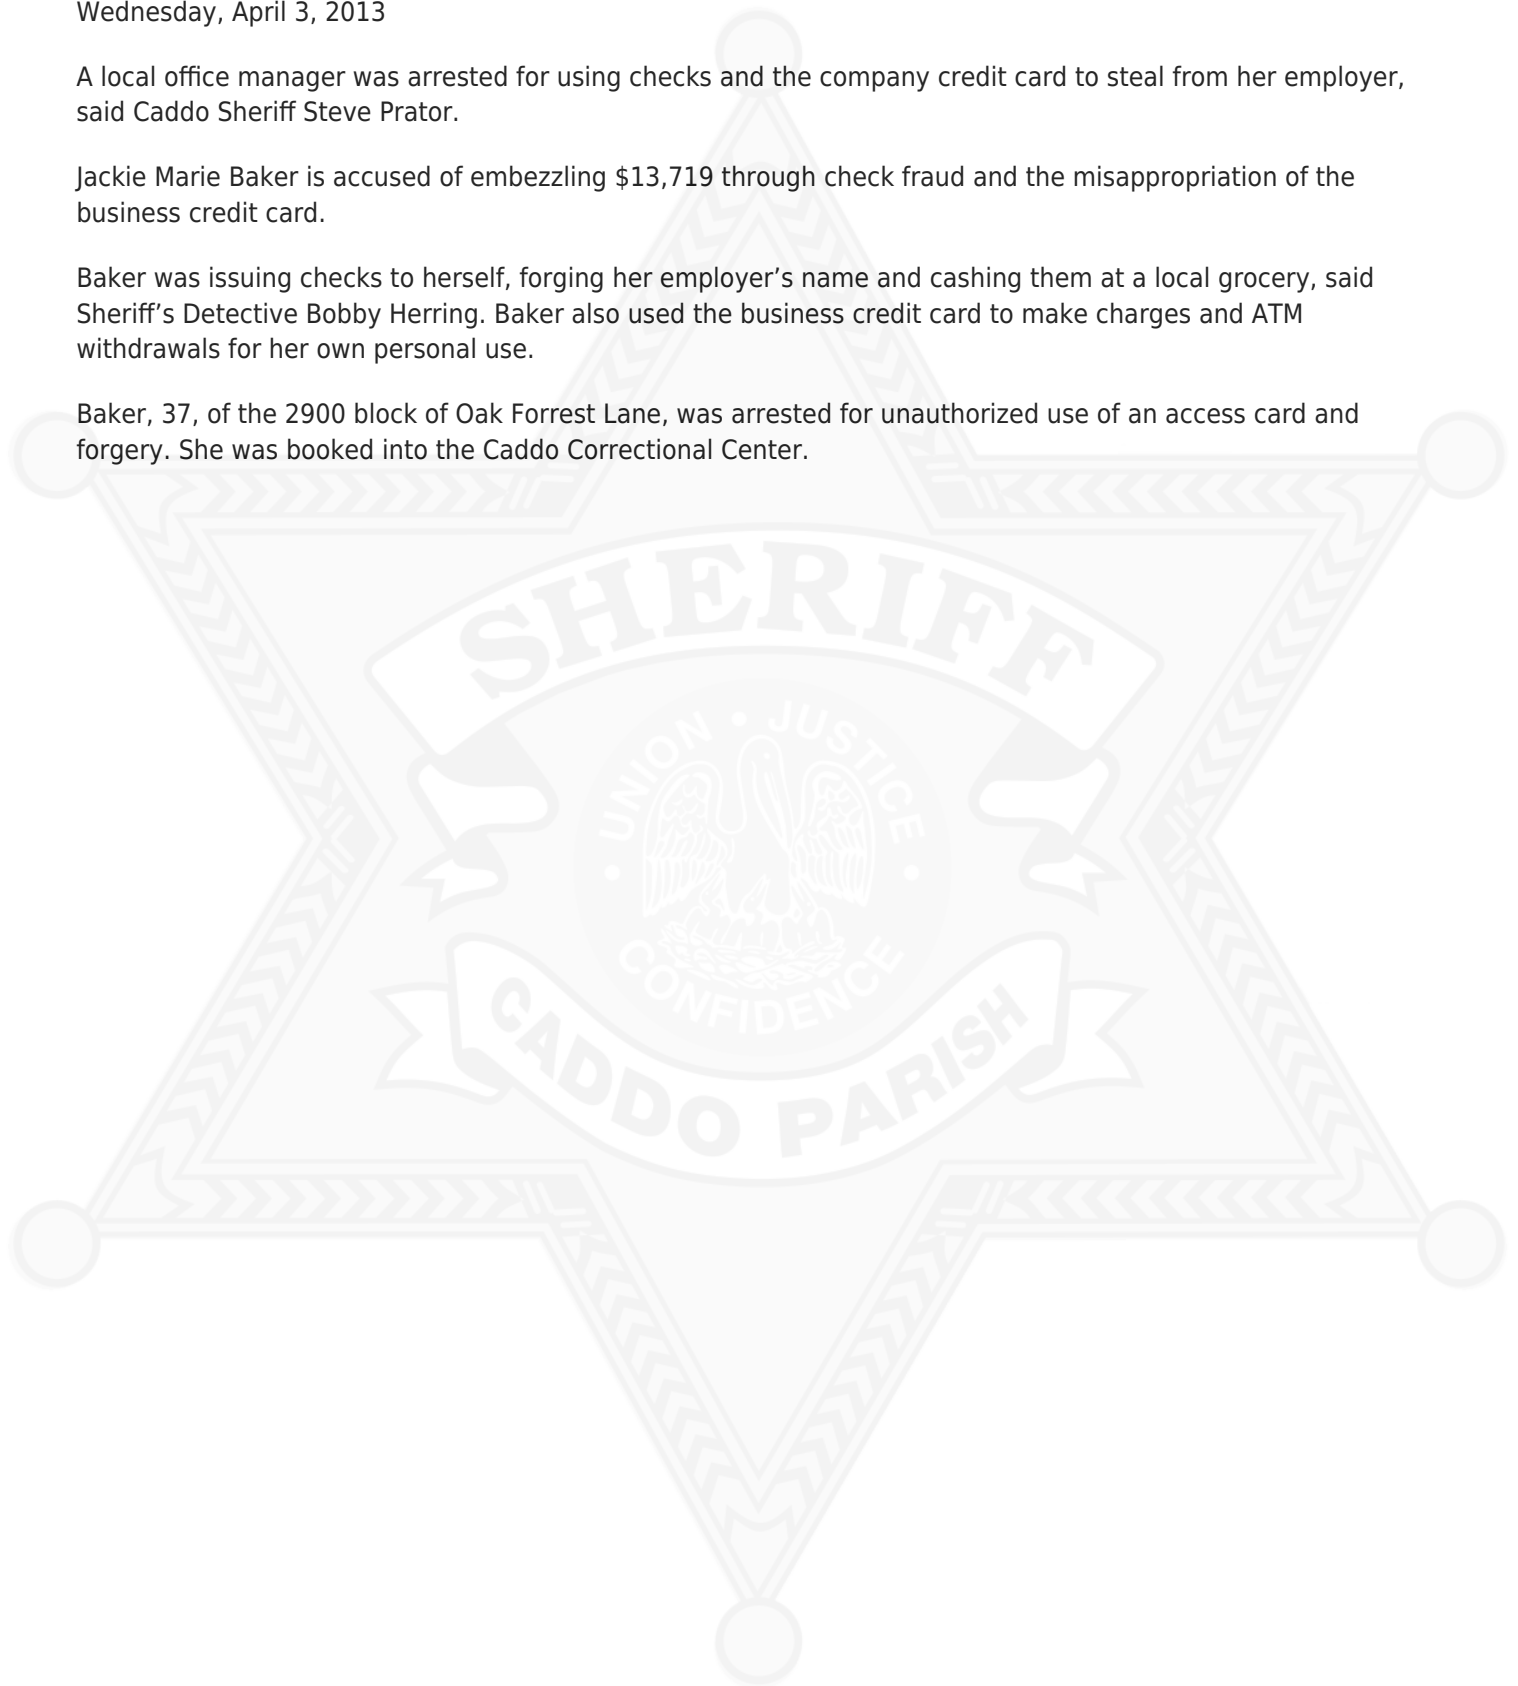 Wednesday, April 3, 2013
A local office manager was arrested for using checks and the company credit card to steal from her employer,
said Caddo Sheriff Steve Prator.
Jackie Marie Baker is accused of embezzling $13,719 through check fraud and the misappropriation of the
business credit card.
Baker was issuing checks to herself, forging her employer’s name and cashing them at a local grocery, said
Sheriff’s Detective Bobby Herring. Baker also used the business credit card to make charges and ATM
withdrawals for her own personal use.
Baker, 37, of the 2900 block of Oak Forrest Lane, was arrested for unauthorized use of an access card and
forgery. She was booked into the Caddo Correctional Center.
SHERIFF
UNION • JUSTICE
• CONFIDENCE •
CADDO PARISH